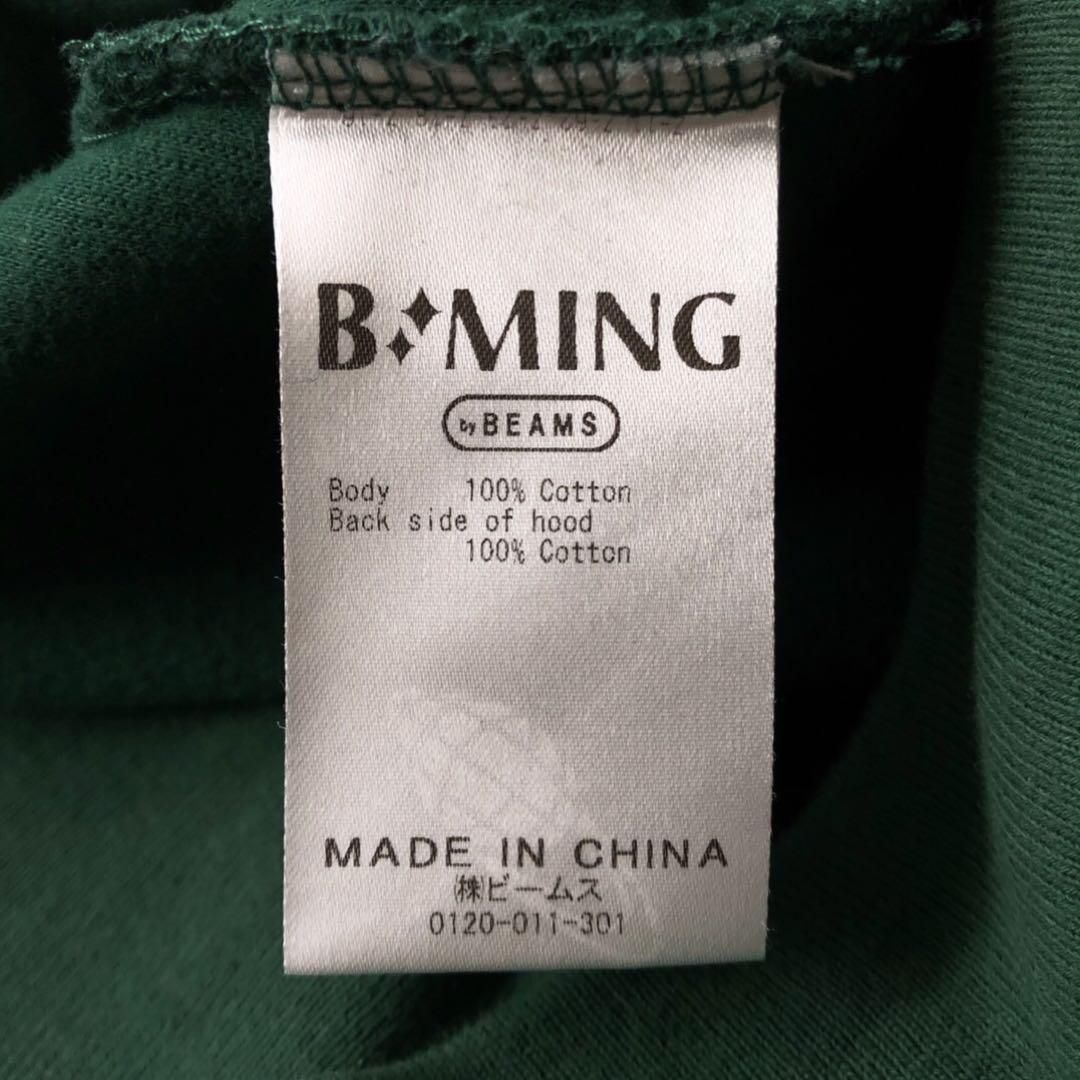 B MING
by BEAMS
Body 100% Cotton
Back side of hood
100% Cotton
MADE IN CHINA
㈱ビームス
0120-011-301